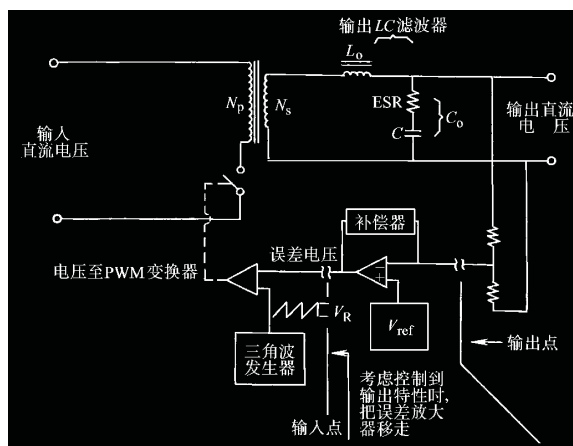 输出LC滤波器
Lo
Np
Ns
ESR
C
Co
输入
直流电压
输出直流
电 压
补偿器
误差电压
电压至PWM变换器
VR
Vref
三角波
发生器
输出点
考虑控制到
输出特性时,
把误差放大
器移走
输入点